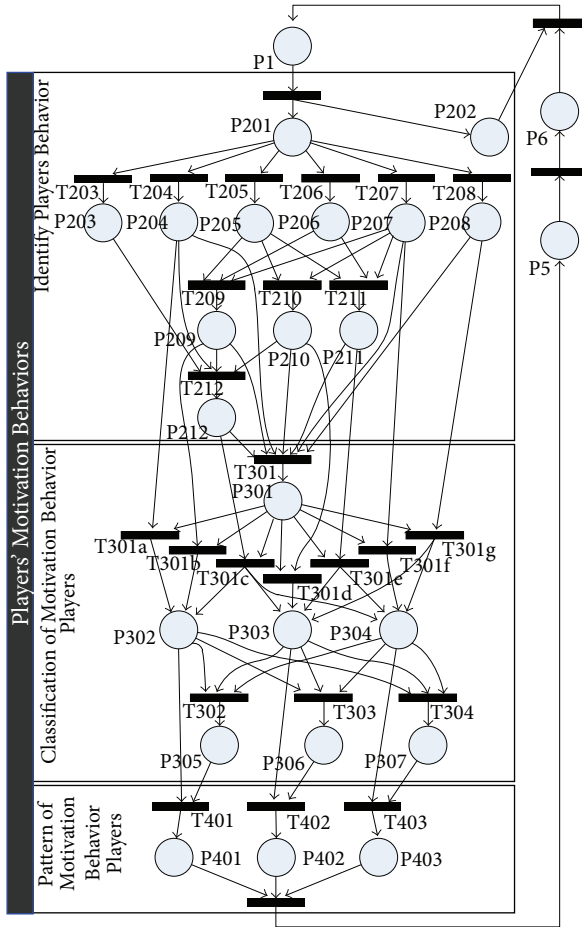 P1
P202
P6
P201
T203
T204
T205
T206
T207
T208
P203
P204
P205
P206
P207
P208
P5
T209
T210
T211
P209
P210
P211
T212
P212
T301
P301
T301a
T301b
T301c
T301d
T301e
T301f
T301g
P302
P303
P304
T302
T303
T304
P305
P306
P307
T401
T402
T403
P401
P402
P403
Players' Motivation Behaviors
Identify Players Behavior
Classification of Motivation Behavior
Players
Pattern of
Motivation
Behavior
Players